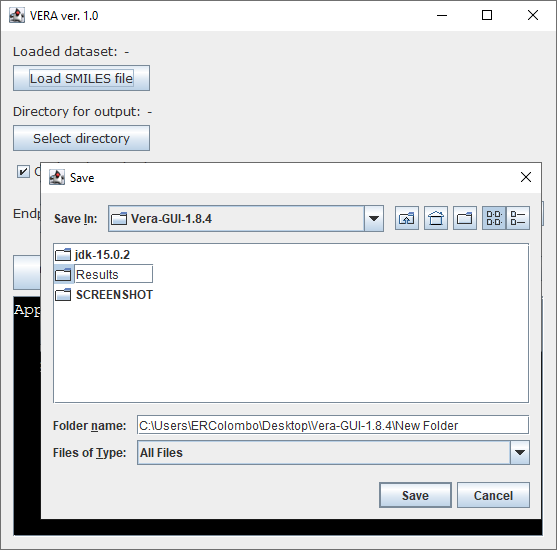 VERA ver. 1.0
Loaded dataset: -
Load SMILES file
Directory for output: -
Select directory
Save
Save In: Vera-GUI-1.8.4
jdk-15.0.2
Results
SCREENSHOT
Folder name: C:\Users\ERColombo\Desktop\Vera-GUI-1.8.4\New Folder
Files of Type: All Files
Save Cancel